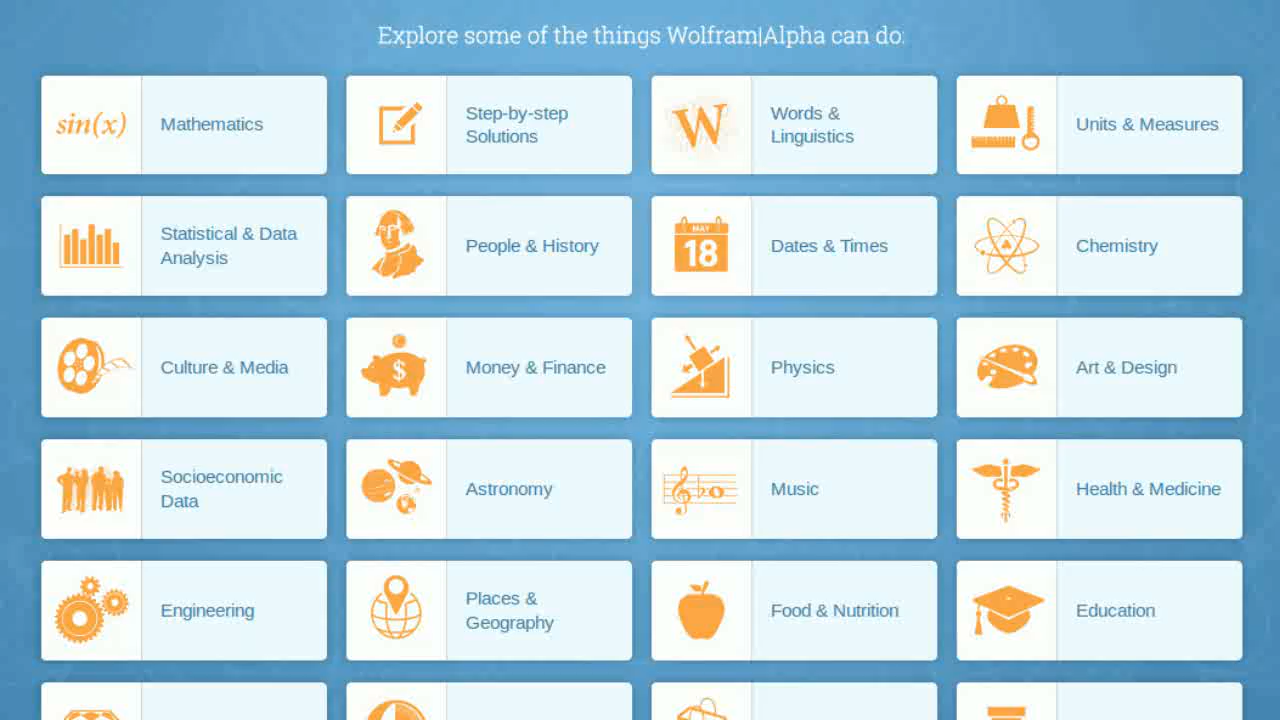 Explore some of the things Wolfram|Alpha can do:
sin(x)
Mathematics
Step-by-step
Solutions
W
Words &
Linguistics
Units & Measures
Statistical & Data
Analysis
People & History
MAY
18
Dates & Times
Chemistry
Culture & Media
$
Money & Finance
Physics
Art & Design
Socioeconomic
Data
Astronomy
Music
Health & Medicine
Engineering
Places &
Geography
Food & Nutrition
Education